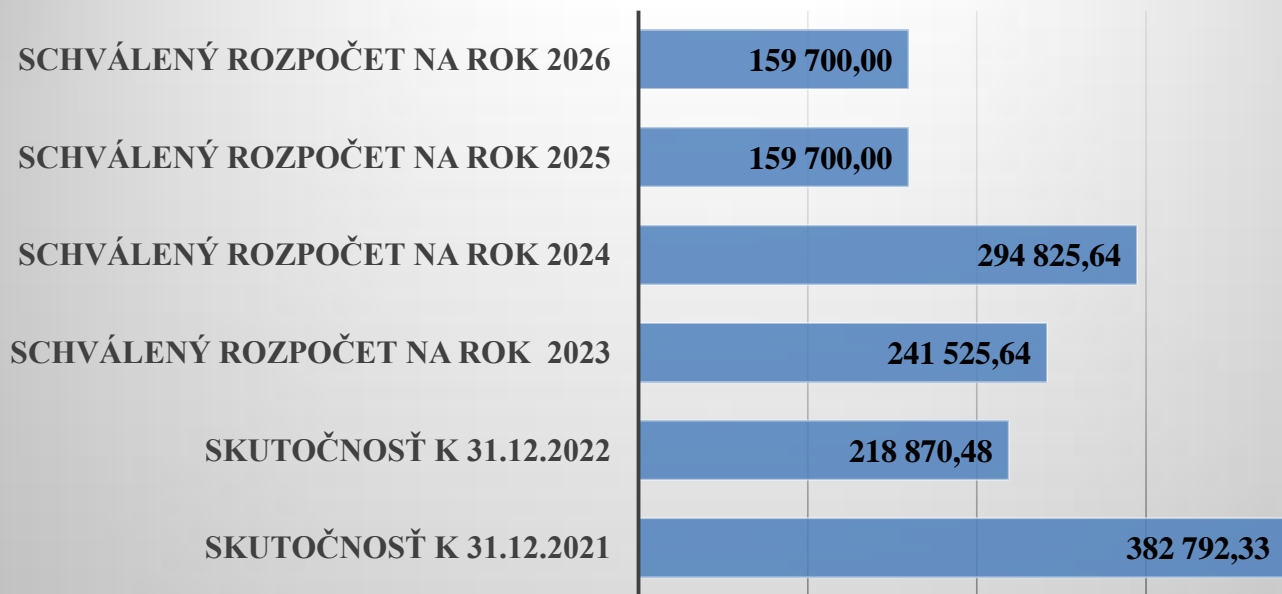 SCHVÁLENÝ ROZPOČET NA ROK 2026 159 700,00
SCHVÁLENÝ ROZPOČET NA ROK 2025 159 700,00
SCHVÁLENÝ ROZPOČET NA ROK 2024 294 825,64
SCHVÁLENÝ ROZPOČET NA ROK  2023 241 525,64
SKUTOČNOSŤ K 31.12.2022 218 870,48
SKUTOČNOSŤ K 31.12.2021 382 792,33